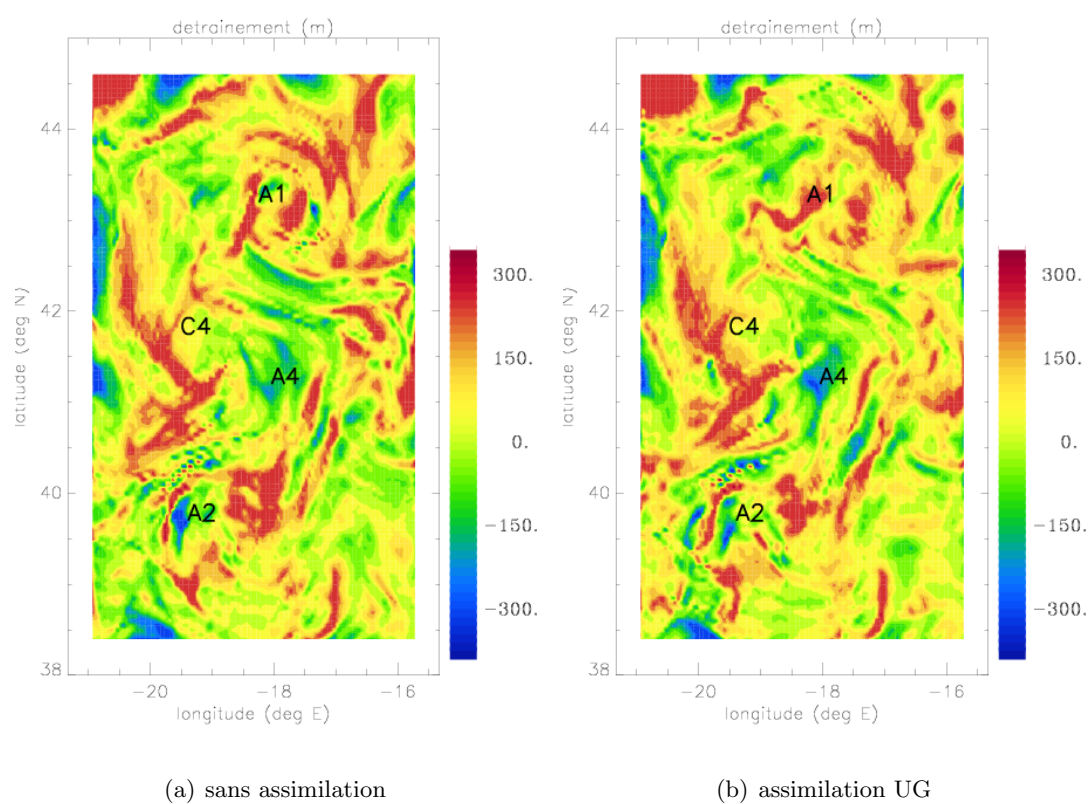 detrainement (m)
44
42
40
38
latitude (deg N)
A1
C4
A4
A2
300.
150.
0.
−150.
−300.
−20
−18
−16
longitude (deg E)
(a) sans assimilation
detrainement (m)
44
42
40
38
latitude (deg N)
A1
C4
A4
A2
300.
150.
0.
−150.
−300.
−20
−18
−16
longitude (deg E)
(b) assimilation UG